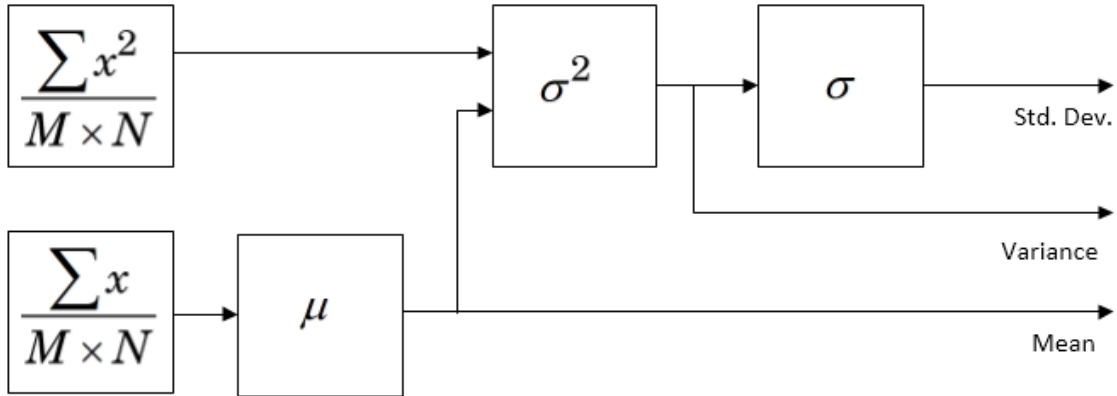 ∑x²
M × N
σ²
σ
Std. Dev.
Variance
∑x
M × N
μ
Mean